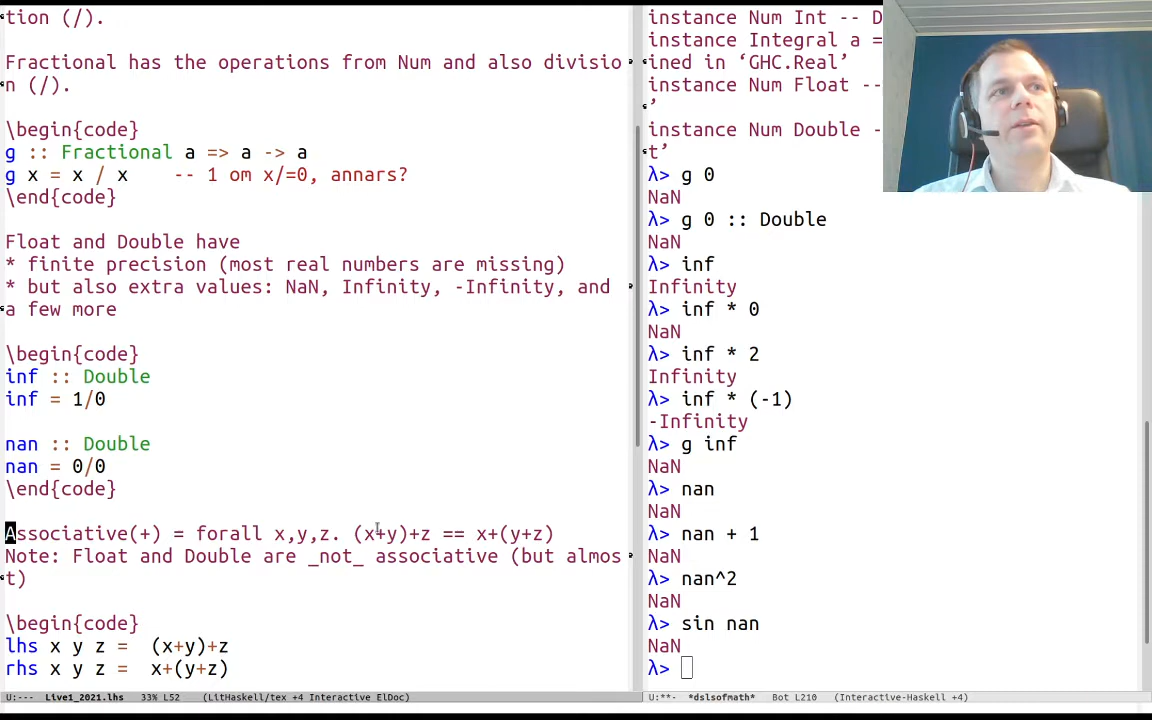 tion (/).
Fractional has the operations from Num and also divisio
n (/).
\begin{code}
g :: Fractional a => a -> a
g x = x / x    -- 1 om x/=0, annars?
\end{code}
Float and Double have
* finite precision (most real numbers are missing)
* but also extra values: NaN, Infinity, -Infinity, and
a few more
\begin{code}
inf :: Double
inf = 1/0
nan :: Double
nan = 0/0
\end{code}
Associative(+) = forall x,y,z. (x+y)+z == x+(y+z)
Note: Float and Double are _not_ associative (but almos
t)
\begin{code}
lhs x y z =  (x+y)+z
rhs x y z =  x+(y+z)
U:---  Live1_2021.lhs   33% L52    (LitHaskell/tex +4 Interactive ElDoc)
instance Num Int -- D
instance Integral a =
ined in ‘GHC.Real’
instance Num Float --
’
instance Num Double -
t’
λ> g 0
NaN
λ> g 0 :: Double
NaN
λ> inf
Infinity
λ> inf * 0
NaN
λ> inf * 2
Infinity
λ> inf * (-1)
-Infinity
λ> g inf
NaN
λ> nan
NaN
λ> nan + 1
NaN
λ> nan^2
NaN
λ> sin nan
NaN
λ>
U:**-  *dslsofmath*   Bot L210   (Interactive-Haskell +4)